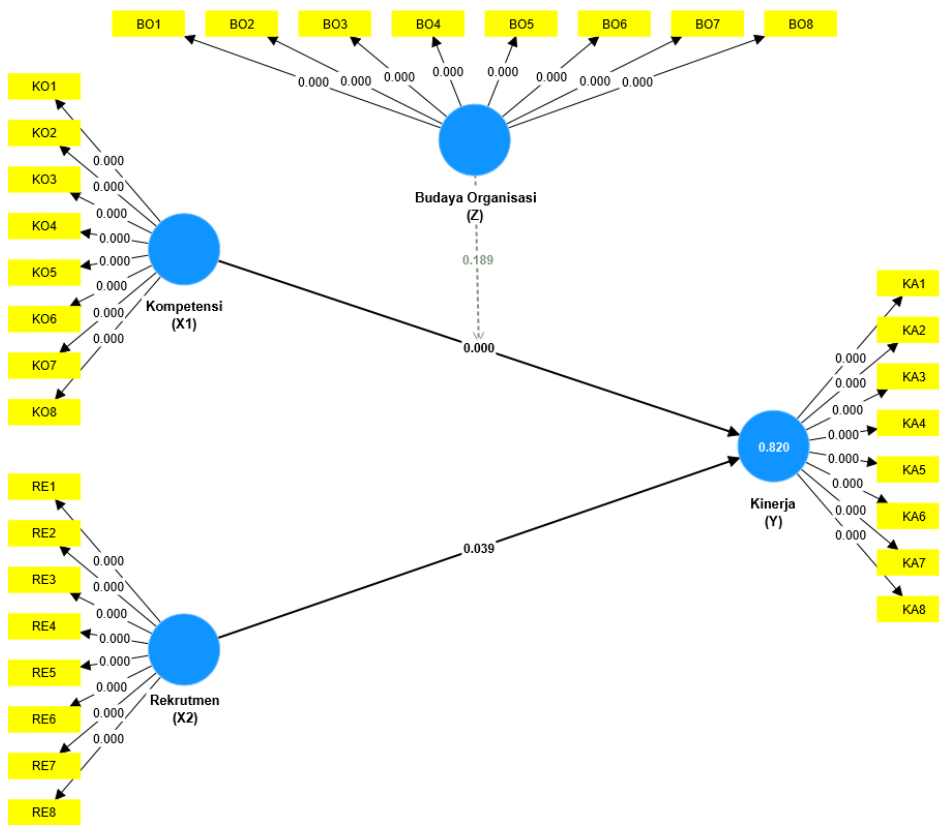 BO1 BO2 BO3 BO4 BO5 BO6 BO7 BO8
0.000 0.000 0.000 0.000 0.000 0.000 0.000 0.000
Budaya Organisasi
(Z)
0.189
KO1
KO2
KO3
KO4
KO5
KO6
KO7
KO8
0.000
0.000
0.000
0.000
0.000
0.000
0.000
0.000
Kompetensi
(X1)
0.000
RE1
RE2
RE3
RE4
RE5
RE6
RE7
RE8
0.000
0.000
0.000
0.000
0.000
0.000
0.000
0.000
Rekrutmen
(X2)
0.039
0.820
Kinerja
(Y)
0.000
0.000
0.000
0.000
0.000
0.000
0.000
0.000
KA1
KA2
KA3
KA4
KA5
KA6
KA7
KA8